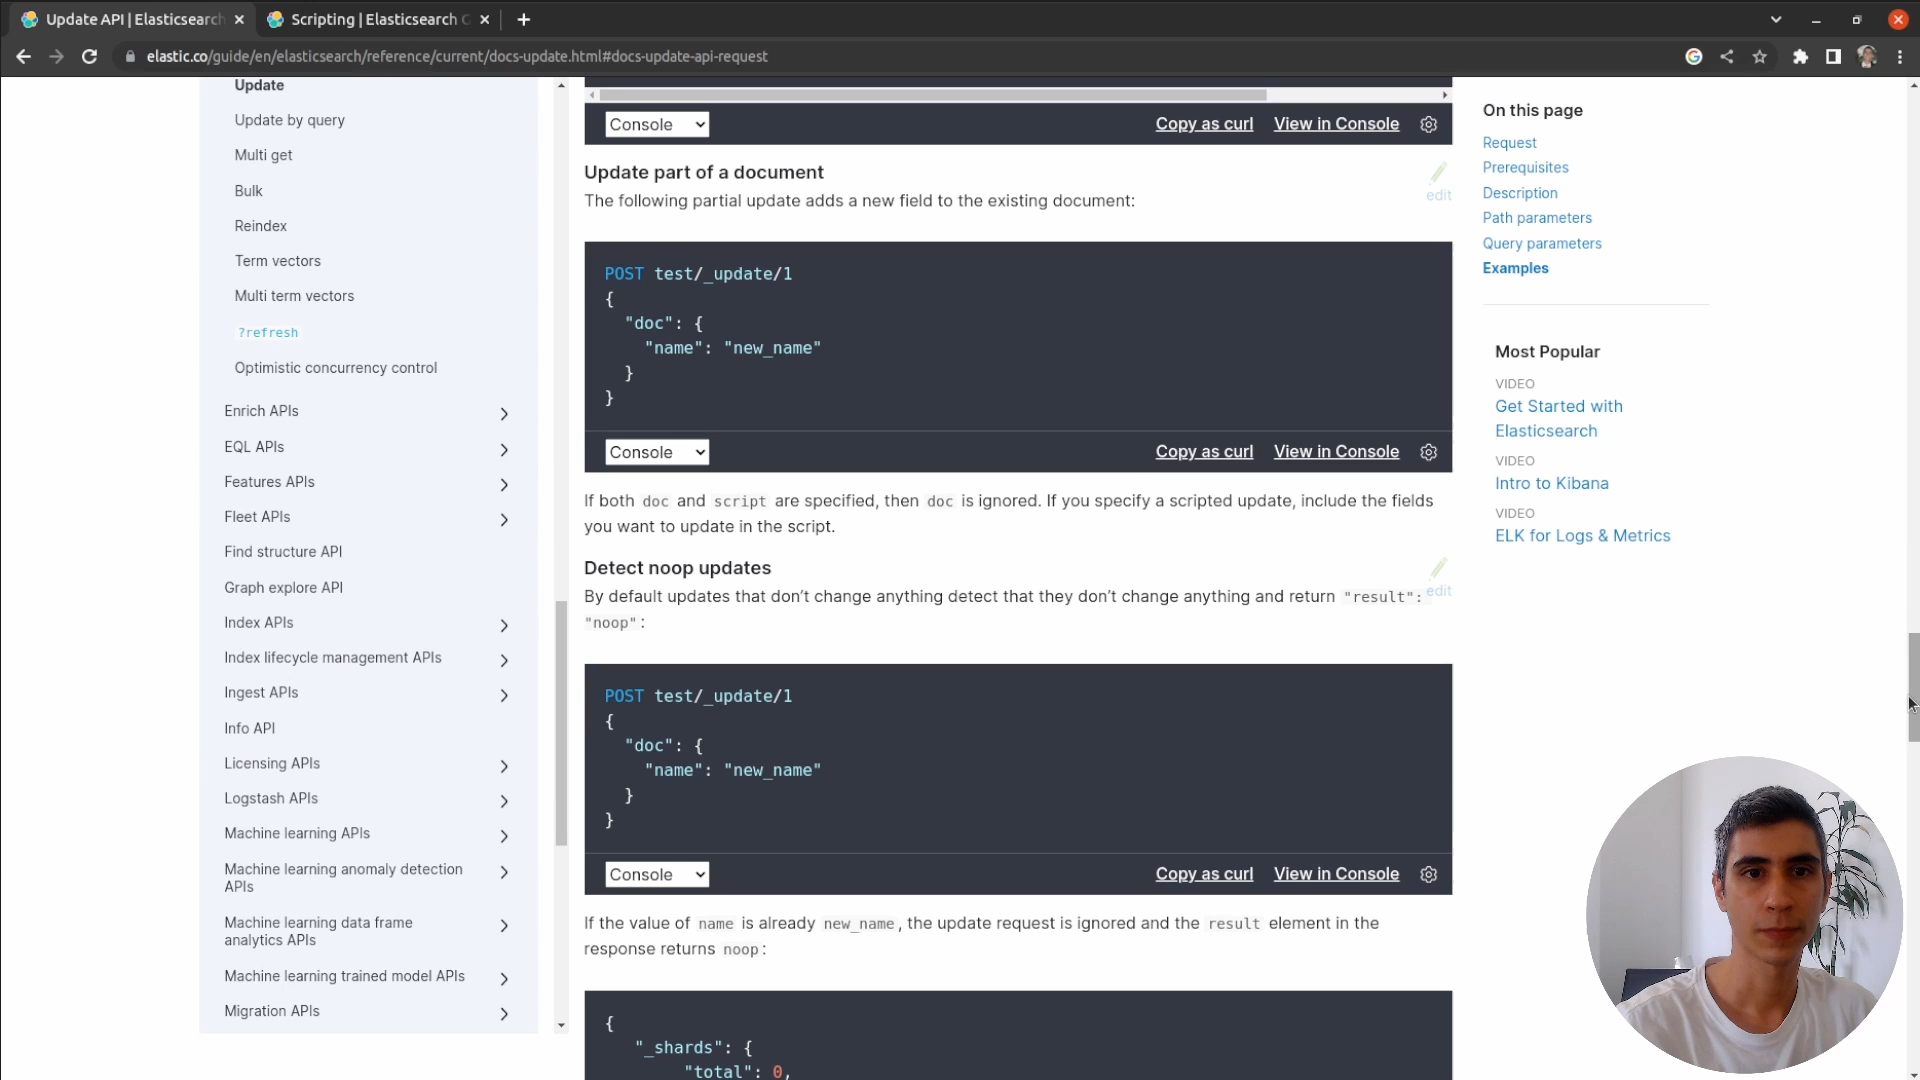 Update API | Elasticsearch
Scripting | Elasticsearch
elastic.co/guide/en/elasticsearch/reference/current/docs-update.html#docs-update-api-request
Update
Update by query
Multi get
Bulk
Reindex
Term vectors
Multi term vectors
?refresh
Optimistic concurrency control
Enrich APIs
EQL APIs
Features APIs
Fleet APIs
Find structure API
Graph explore API
Index APIs
Index lifecycle management APIs
Ingest APIs
Info API
Licensing APIs
Logstash APIs
Machine learning APIs
Machine learning anomaly detection
APIs
Machine learning data frame
analytics APIs
Machine learning trained model APIs
Migration APIs
Console Copy as curl View in Console
Update part of a document
edit
The following partial update adds a new field to the existing document:
POST test/_update/1
{
"doc": {
"name": "new_name"
}
}
Console Copy as curl View in Console
If both doc and script are specified, then doc is ignored. If you specify a scripted update, include the fields
you want to update in the script.
Detect noop updates
edit
By default updates that don’t change anything detect that they don’t change anything and return "result":
"noop":
POST test/_update/1
{
"doc": {
"name": "new_name"
}
}
Console Copy as curl View in Console
If the value of name is already new_name, the update request is ignored and the result element in the
response returns noop:
{
"_shards": {
"total": 0,
On this page
Request
Prerequisites
Description
Path parameters
Query parameters
Examples
Most Popular
VIDEO
Get Started with
Elasticsearch
VIDEO
Intro to Kibana
VIDEO
ELK for Logs & Metrics